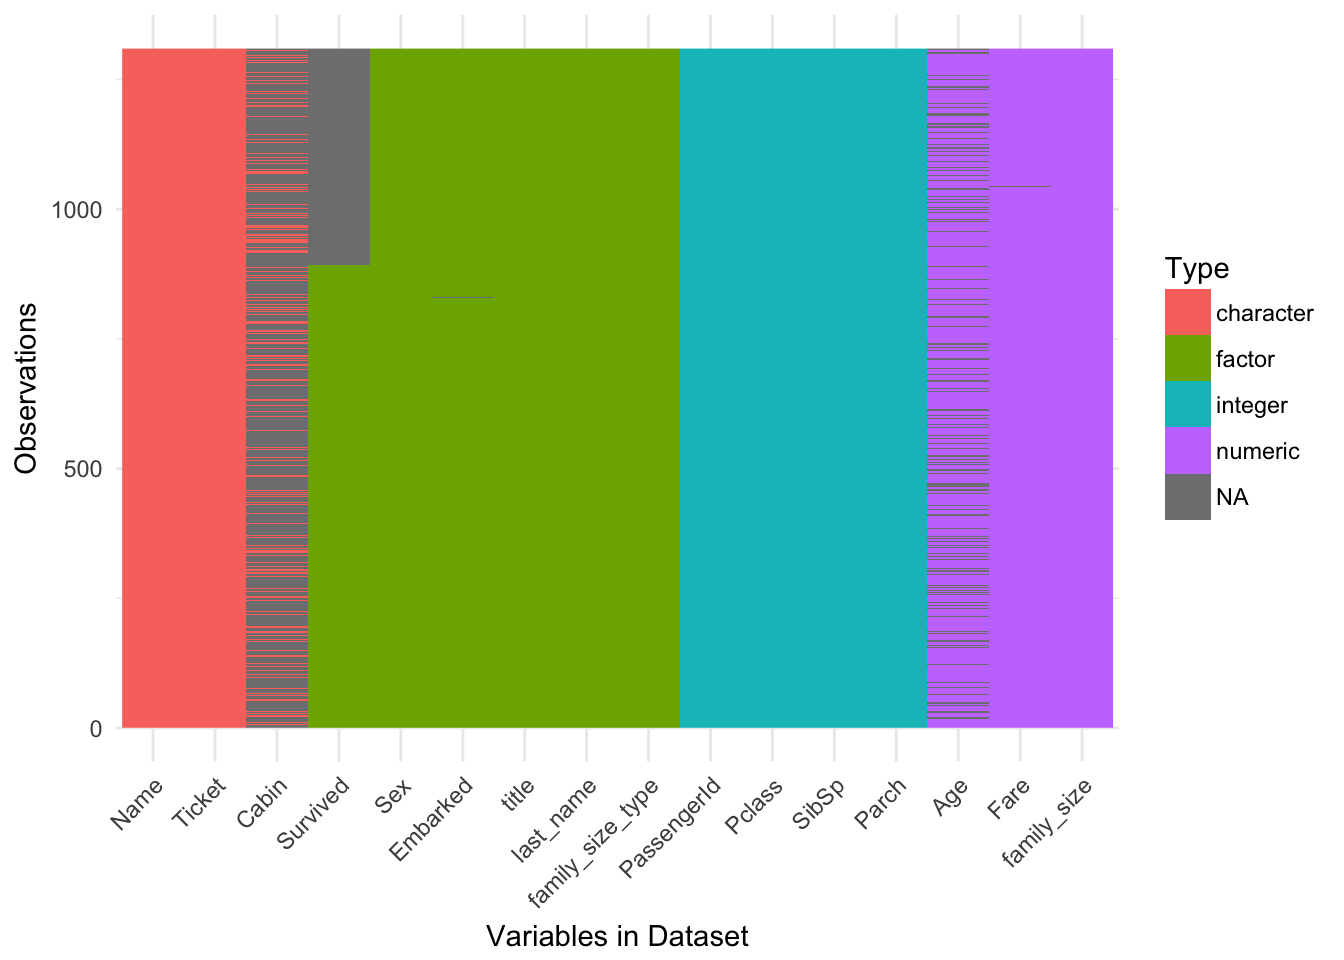 1000
500
0
Observations
Name
Ticket
Cabin
Survived
Sex
Embarked
title
last_name
family_size_type
PassengerId
Pclass
SibSp
Parch
Age
Fare
family_size
Variables in Dataset
Type
character
factor
integer
numeric
NA